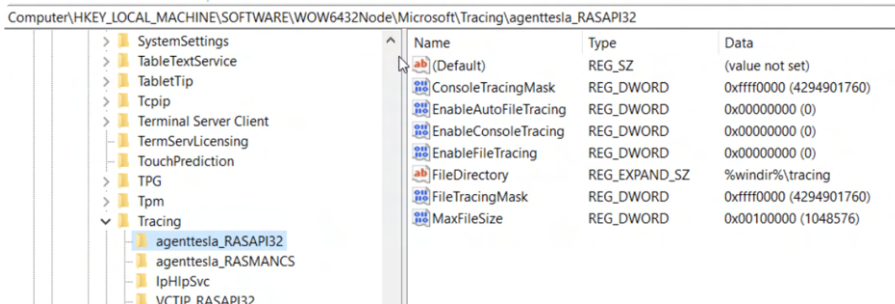 Computer\HKEY_LOCAL_MACHINE\SOFTWARE\WOW6432Node\Microsoft\Tracing\agenttesla_RASAPI32
SystemSettings
TableTextService
TabletTip
Tcpip
Terminal Server Client
TermServLicensing
TouchPrediction
TPG
Tpm
Tracing
agenttesla_RASAPI32
agenttesla_RASMANCS
IpHlpSvc
VCTIP_RASAPI32
Name Type Data
(Default) REG_SZ (value not set)
ConsoleTracingMask REG_DWORD 0xffff0000 (4294901760)
EnableAutoFileTracing REG_DWORD 0x00000000 (0)
EnableConsoleTracing REG_DWORD 0x00000000 (0)
EnableFileTracing REG_DWORD 0x00000000 (0)
FileDirectory REG_EXPAND_SZ %windir%\tracing
FileTracingMask REG_DWORD 0xffff0000 (4294901760)
MaxFileSize REG_DWORD 0x00100000 (1048576)